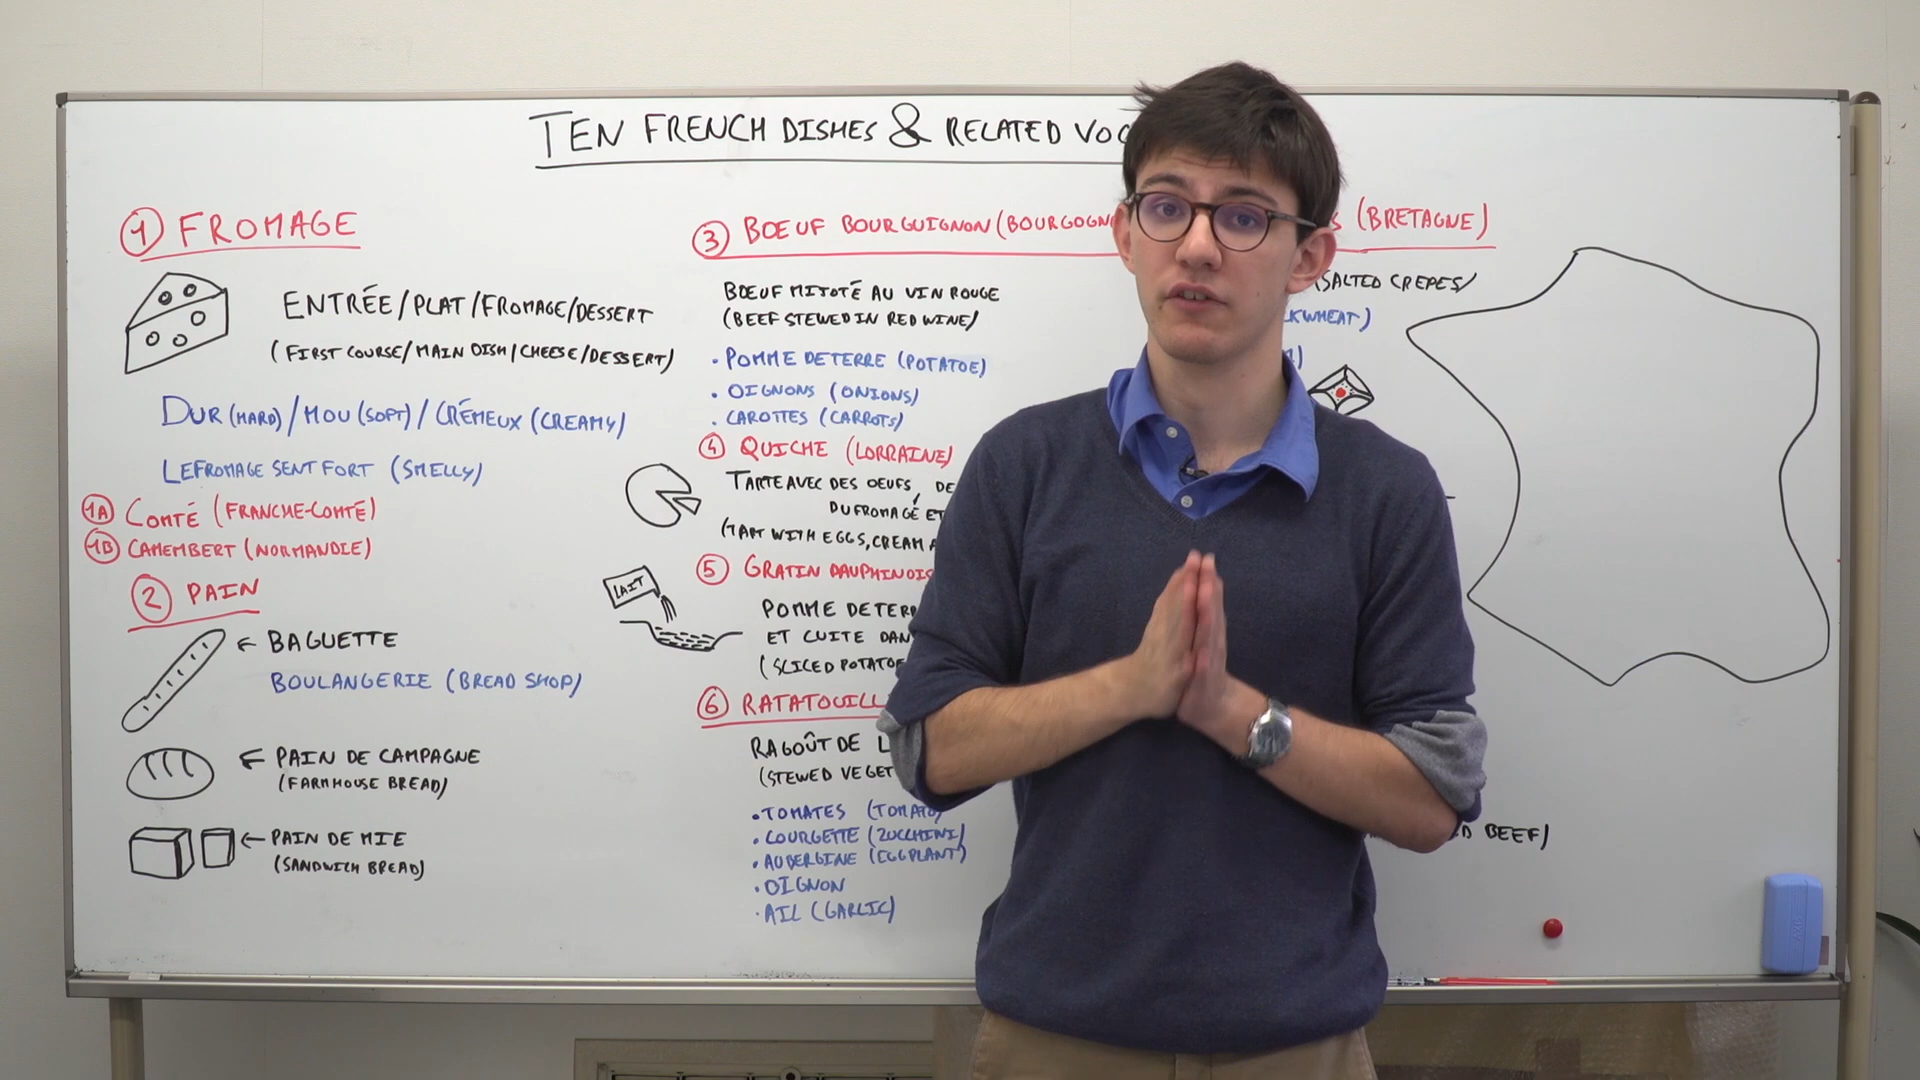 TEN FRENCH DISHES & RELATED VOC
1 FROMAGE
ENTRÉE/PLAT/FROMAGE/DESSERT
(FIRST COURSE/MAIN DISH/CHEESE/DESSERT)
DUR (HARD)/MOU (SOFT)/CRÉMEUX (CREAMY)
LE FROMAGE SENT FORT (SMELLY)
1A COMTÉ (FRANCHE-COMTÉ)
1B CAMEMBERT (NORMANDIE)
2 PAIN
← BAGUETTE
BOULANGERIE (BREAD SHOP)
← PAIN DE CAMPAGNE
(FARMHOUSE BREAD)
← PAIN DE MIE
(SANDWICH BREAD)
3 BOEUF BOURGUIGNON (BOURGOGN
BOEUF MIJOTÉ AU VIN ROUGE
(BEEF STEWED IN RED WINE)
• POMME DE TERRE (POTATOE)
• OIGNONS (ONIONS)
• CAROTTES (CARROTS)
4 QUICHE (LORRAINE)
TARTE AVEC DES OEUFS, DE
DU FROMAGE ET
(TART WITH EGGS, CREAM A
5 GRATIN DAUPHINOIS
LAIT
POMME DE TERR
ET CUITE DAN
(SLICED POTATOE
6 RATATOUILL
RAGOÛT DE L
(STEWED VEGET
• TOMATES (TOMATO)
• COURGETTE (ZUCCHINI)
• AUBERGINE (EGGPLANT)
• OIGNON
• AIL (GARLIC)
S (BRETAGNE)
(SALTED CREPES)
KWHEAT)
D BEEF)